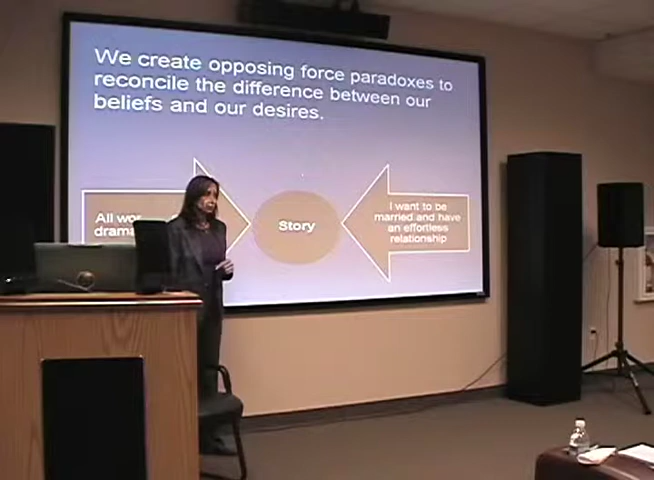 We create opposing force paradoxes to
reconcile the difference between our
beliefs and our desires.
All
Story
I want to be
married and have
an effortless
relationship